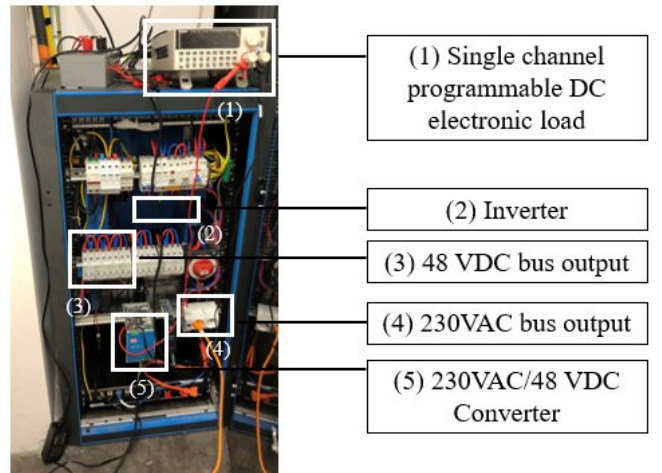 (1) Single channel
programmable DC
electronic load
(1)
(2) Inverter
(2)
(3) 48 VDC bus output
(3)
(4) 230VAC bus output
(4)
(5) 230VAC/48 VDC
Converter
(5)